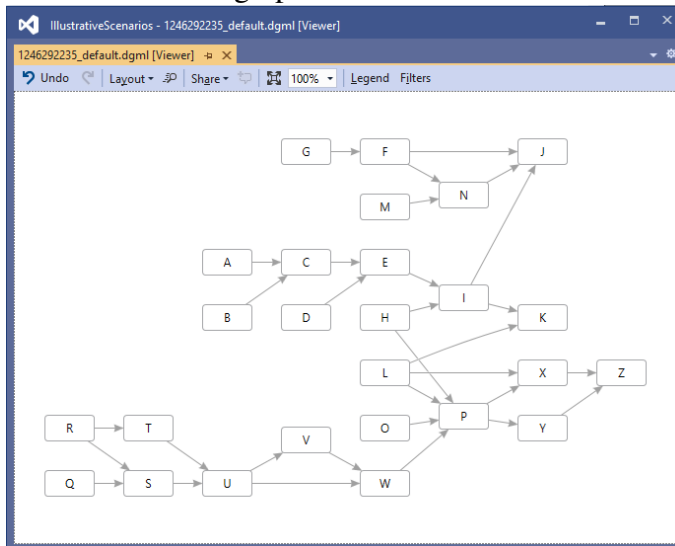 IllustrativeScenarios - 1246292235_default.dgml [Viewer]
1246292235_default.dgml [Viewer]
Undo Layout Share 100% Legend Filters
G F J
N
M
A C E
I
B D H K
L X Z
P
R T O Y
V
Q S U W